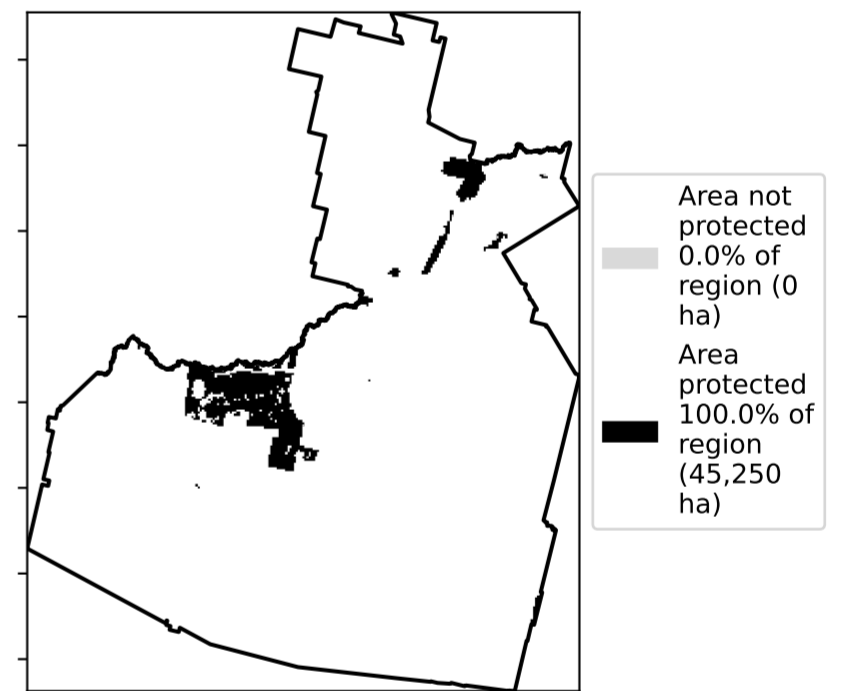 Area not
protected
0.0% of
region (0
ha)
Area
protected
100.0% of
region
(45,250
ha)